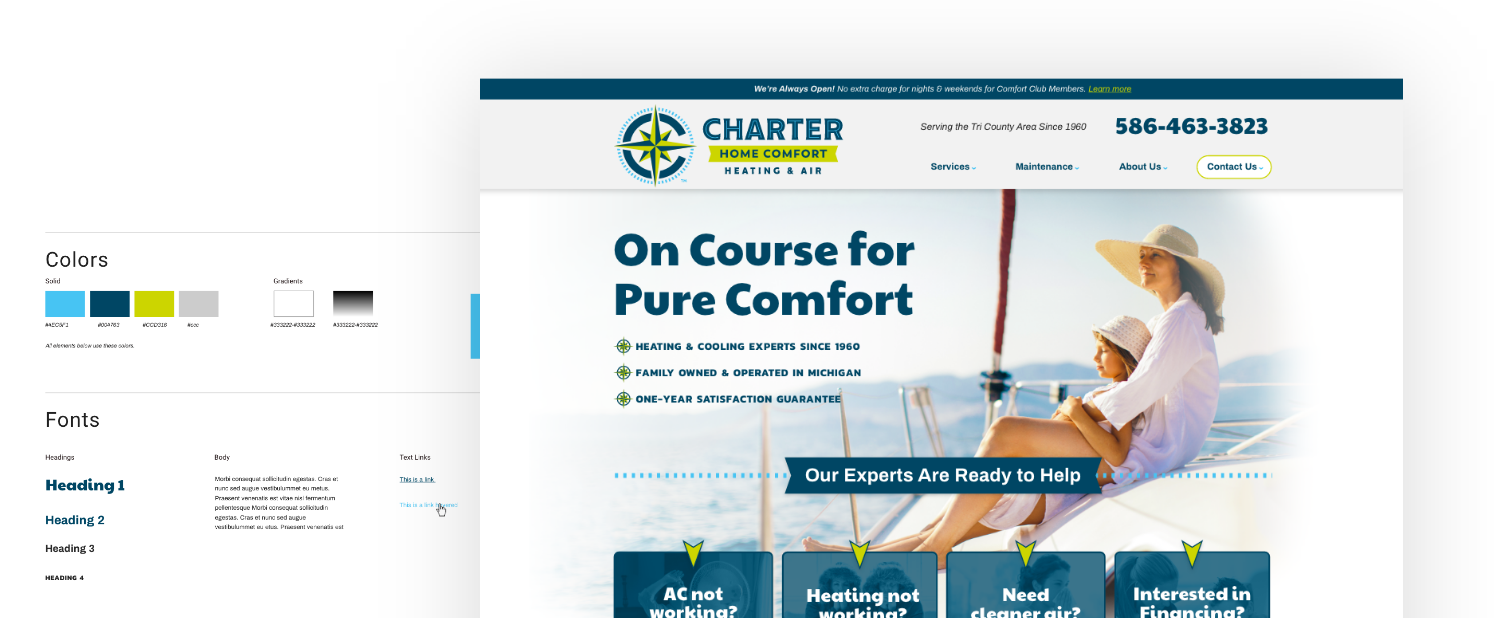 We're Always Open! No extra charge for nights & weekends for Comfort Club Members. Learn more
CHARTER
HOME COMFORT
HEATING & AIR
TM
Serving the Tri County Area Since 1960
586-463-3823
Services
Maintenance
About Us
Contact Us
On Course for
Pure Comfort
HEATING & COOLING EXPERTS SINCE 1960
FAMILY OWNED & OPERATED IN MICHIGAN
ONE-YEAR SATISFACTION GUARANTEE
Our Experts Are Ready to Help
AC not
working?
Heating not
working?
Need
cleaner air?
Interested in
Financing?
Colors
Solid
Gradients
#4EC5F1
#004763
#CCD316
#ccc
#333222-#333222
#333222-#333222
All elements below use these colors.
Fonts
Headings
Heading 1
Heading 2
Heading 3
HEADING 4
Body
Morbi consequat sollicitudin egestas. Cras et
nunc sed augue vestibulummet eu metus.
Praesent venenatis est vitae nisl fermentum
pellentesque Morbi consequat sollicitudin
egestas. Cras et nunc sed augue
vestibulummet eu etus. Praesent venenatis est
Text Links
This is a link.
This is a link